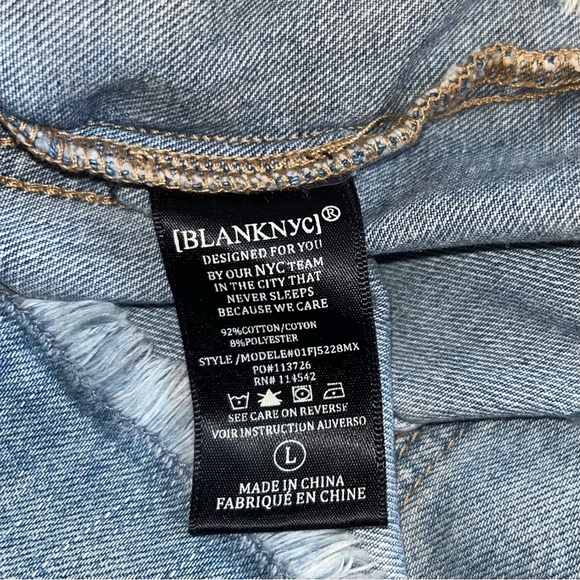 [BLANKNYC]®
DESIGNED FOR YOU
BY OUR NYC TEAM
IN THE CITY THAT
NEVER SLEEPS
BECAUSE WE CARE
92%COTTON/COTON
8%POLYESTER
STYLE /MODELE#01FJ5228MX
PO#113726
RN# 114542
SEE CARE ON REVERSE
VOIR INSTRUCTION AUVERSO
L
MADE IN CHINA
FABRIQUÉ EN CHINE